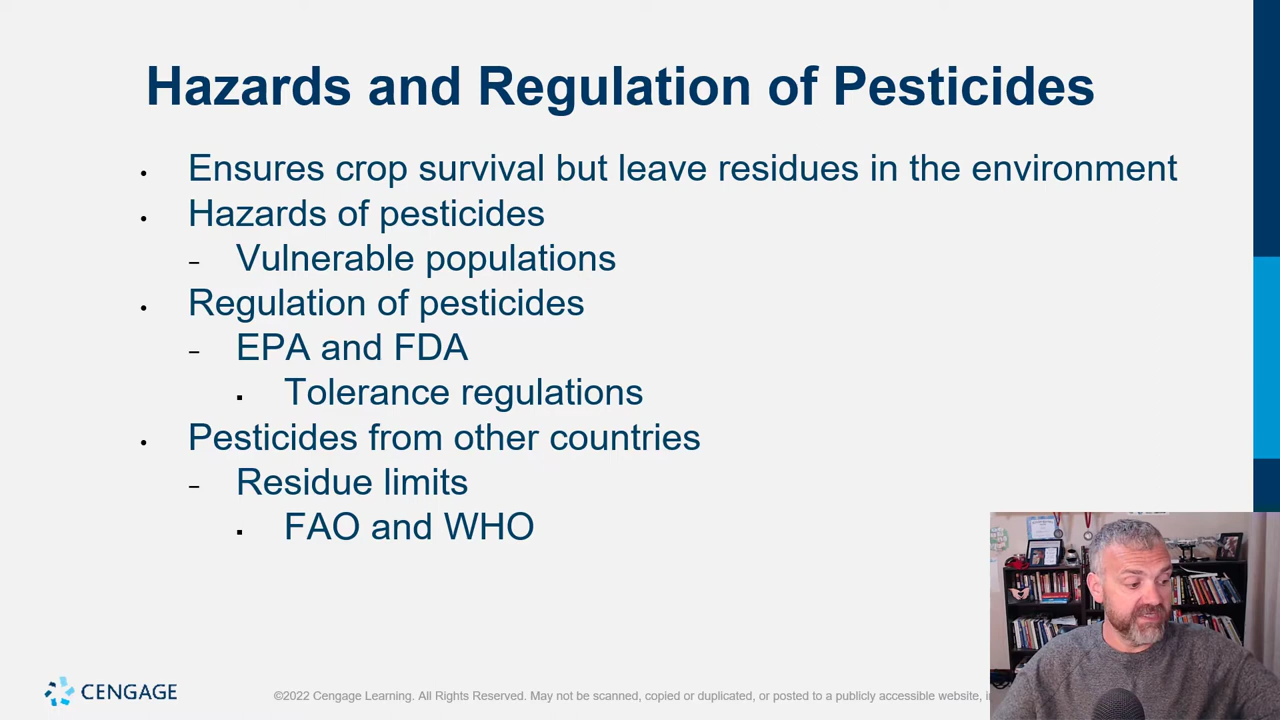 Hazards and Regulation of Pesticides
• Ensures crop survival but leave residues in the environment
• Hazards of pesticides
– Vulnerable populations
• Regulation of pesticides
– EPA and FDA
▪ Tolerance regulations
• Pesticides from other countries
– Residue limits
▪ FAO and WHO
CENGAGE
©2022 Cengage Learning. All Rights Reserved. May not be scanned, copied or duplicated, or posted to a publicly accessible website,